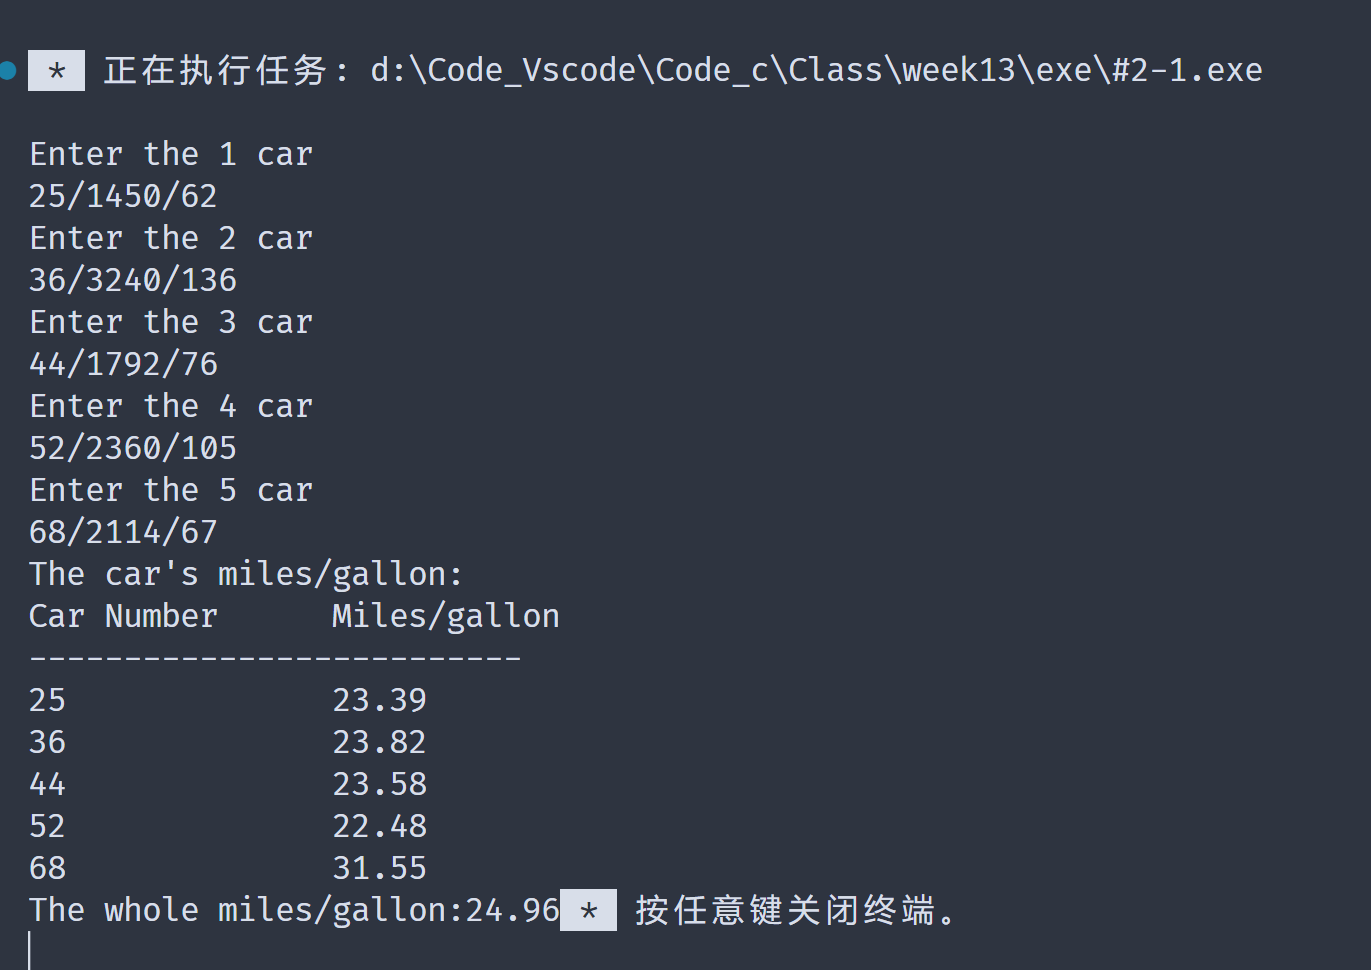 * 正在执行任务: d:\Code_Vscode\Code_c\Class\week13\exe\#2-1.exe
Enter the 1 car
25/1450/62
Enter the 2 car
36/3240/136
Enter the 3 car
44/1792/76
Enter the 4 car
52/2360/105
Enter the 5 car
68/2114/67
The car's miles/gallon:
Car Number Miles/gallon
--------------------------
25 23.39
36 23.82
44 23.58
52 22.48
68 31.55
The whole miles/gallon:24.96 * 按任意键关闭终端。